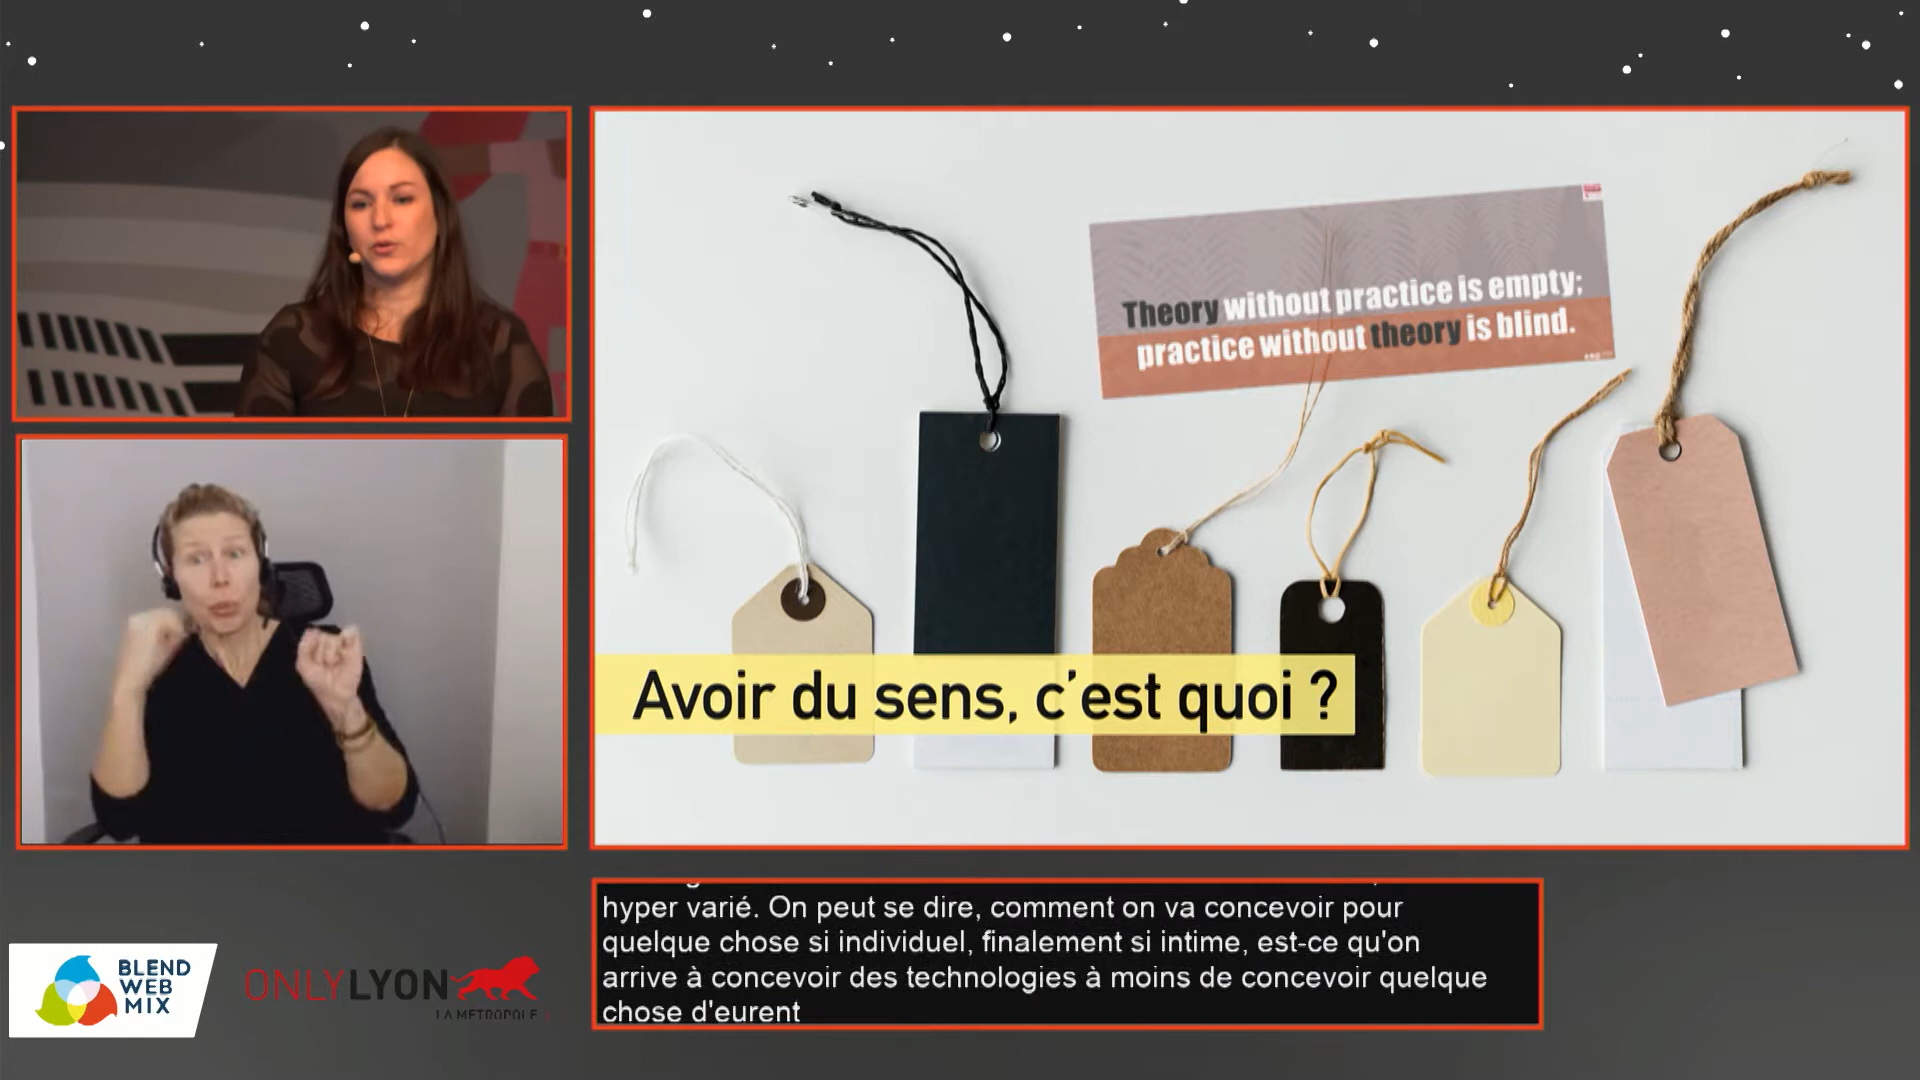 Theory without practice is empty;
practice without theory is blind.
Avoir du sens, c’est quoi ?
hyper varié. On peut se dire, comment on va concevoir pour
quelque chose si individuel, finalement si intime, est-ce qu'on
arrive à concevoir des technologies à moins de concevoir quelque
chose d'eurent
BLEND
WEB
MIX
ONLYLYON
LA METROPOLE